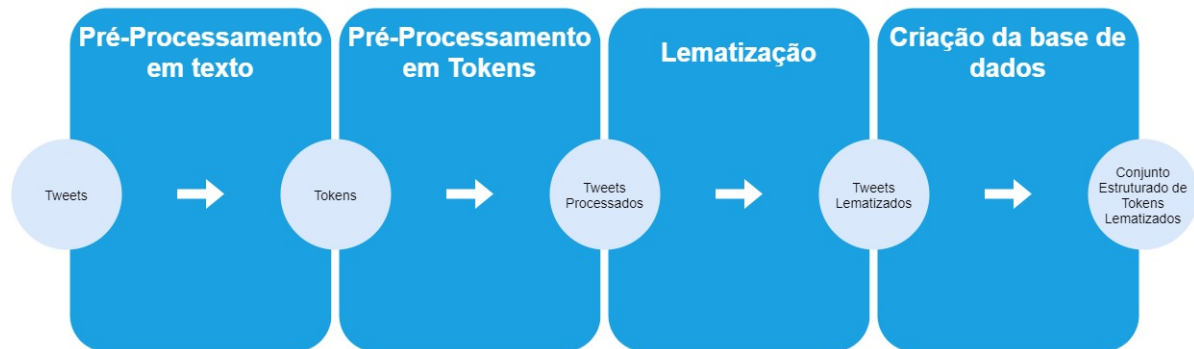 Pré-Processamento
em texto
Pré-Processamento
em Tokens
Lematização
Criação da base de
dados
Tweets
Tokens
Tweets
Processados
Tweets
Lematizados
Conjunto
Estruturado de
Tokens
Lematizados